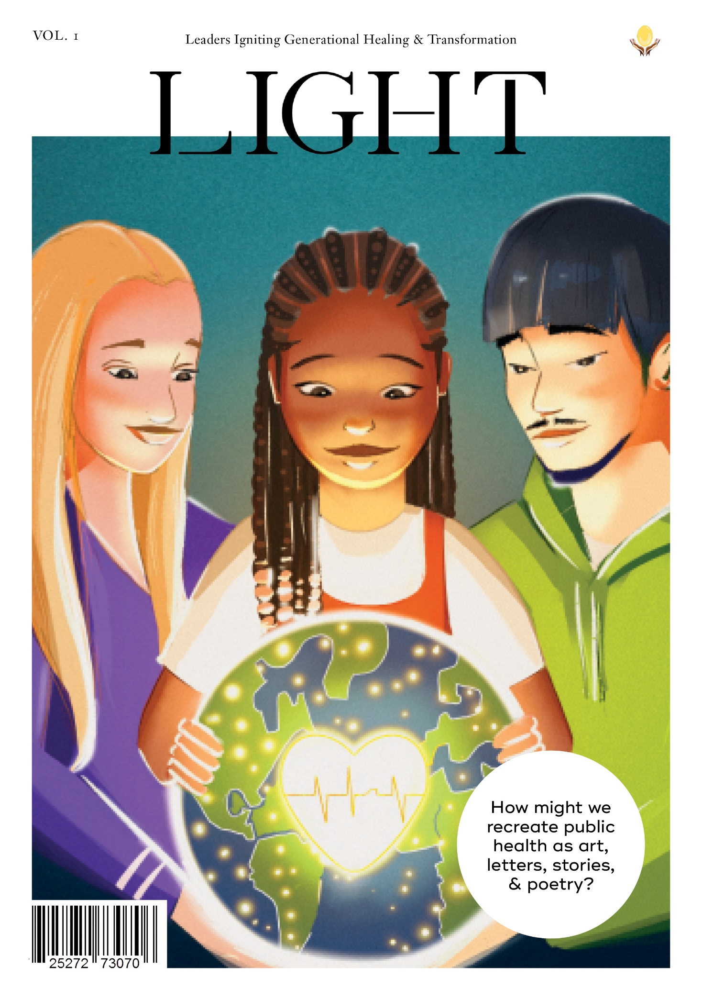 VOL. 1
Leaders Igniting Generational Healing & Transformation
LIGHT
How might we
recreate public
health as art,
letters, stories,
& poetry?
25272 73070